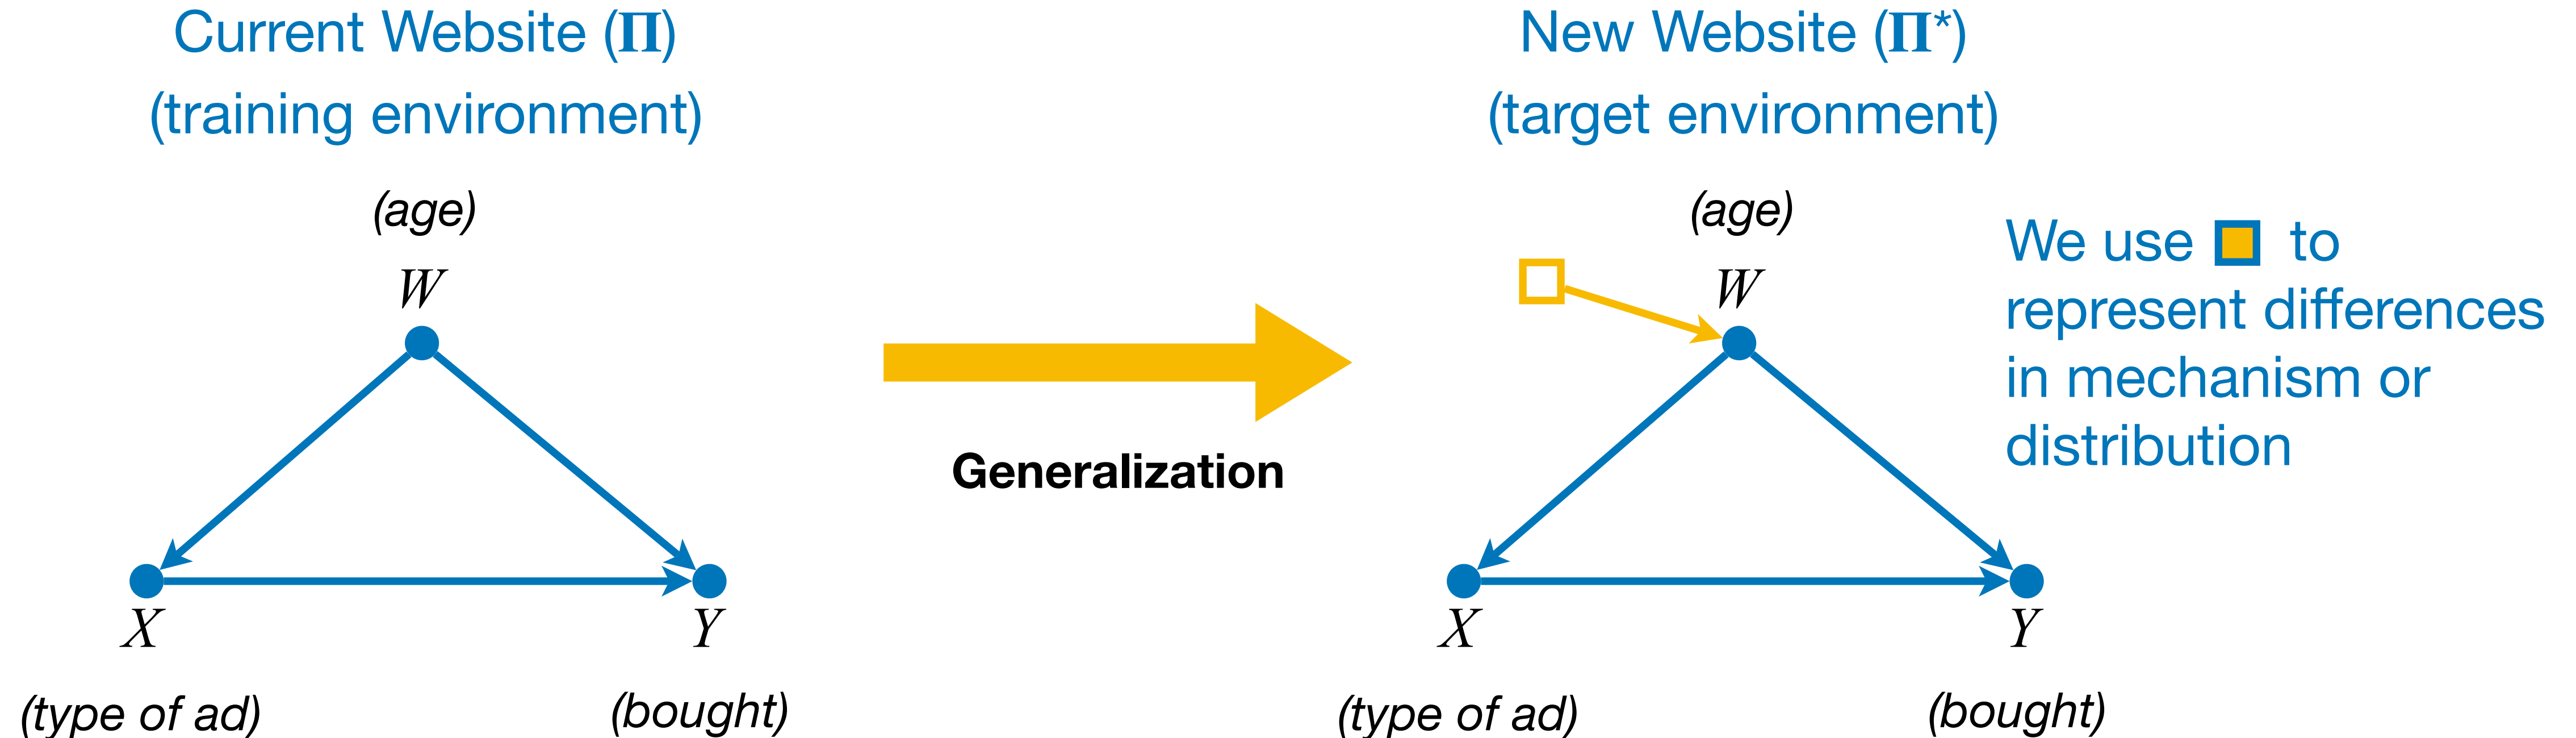 Current Website (Π)
(training environment)
(age)
W
X
Y
(type of ad)
(bought)
Generalization
New Website (Π*)
(target environment)
(age)
W
X
Y
(type of ad)
(bought)
We use to
represent differences
in mechanism or
distribution